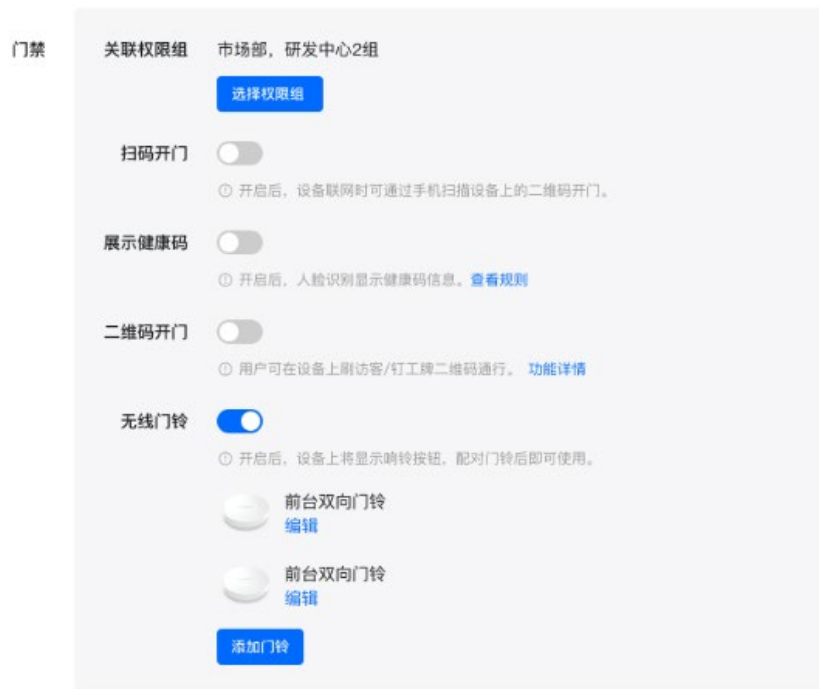 门禁 关联权限组 市场部，研发中心2组
选择权限组
扫码开门
开启后，设备联网时可通过手机扫描设备上的二维码开门。
展示健康码
开启后，人脸识别显示健康码信息。查看规则
二维码开门
用户可在设备上刷访客/钉工牌二维码通行。 功能详情
无线门铃
开启后，设备上将显示响铃按钮，配对门铃后即可使用。
前台双向门铃
编辑
前台双向门铃
编辑
添加门铃